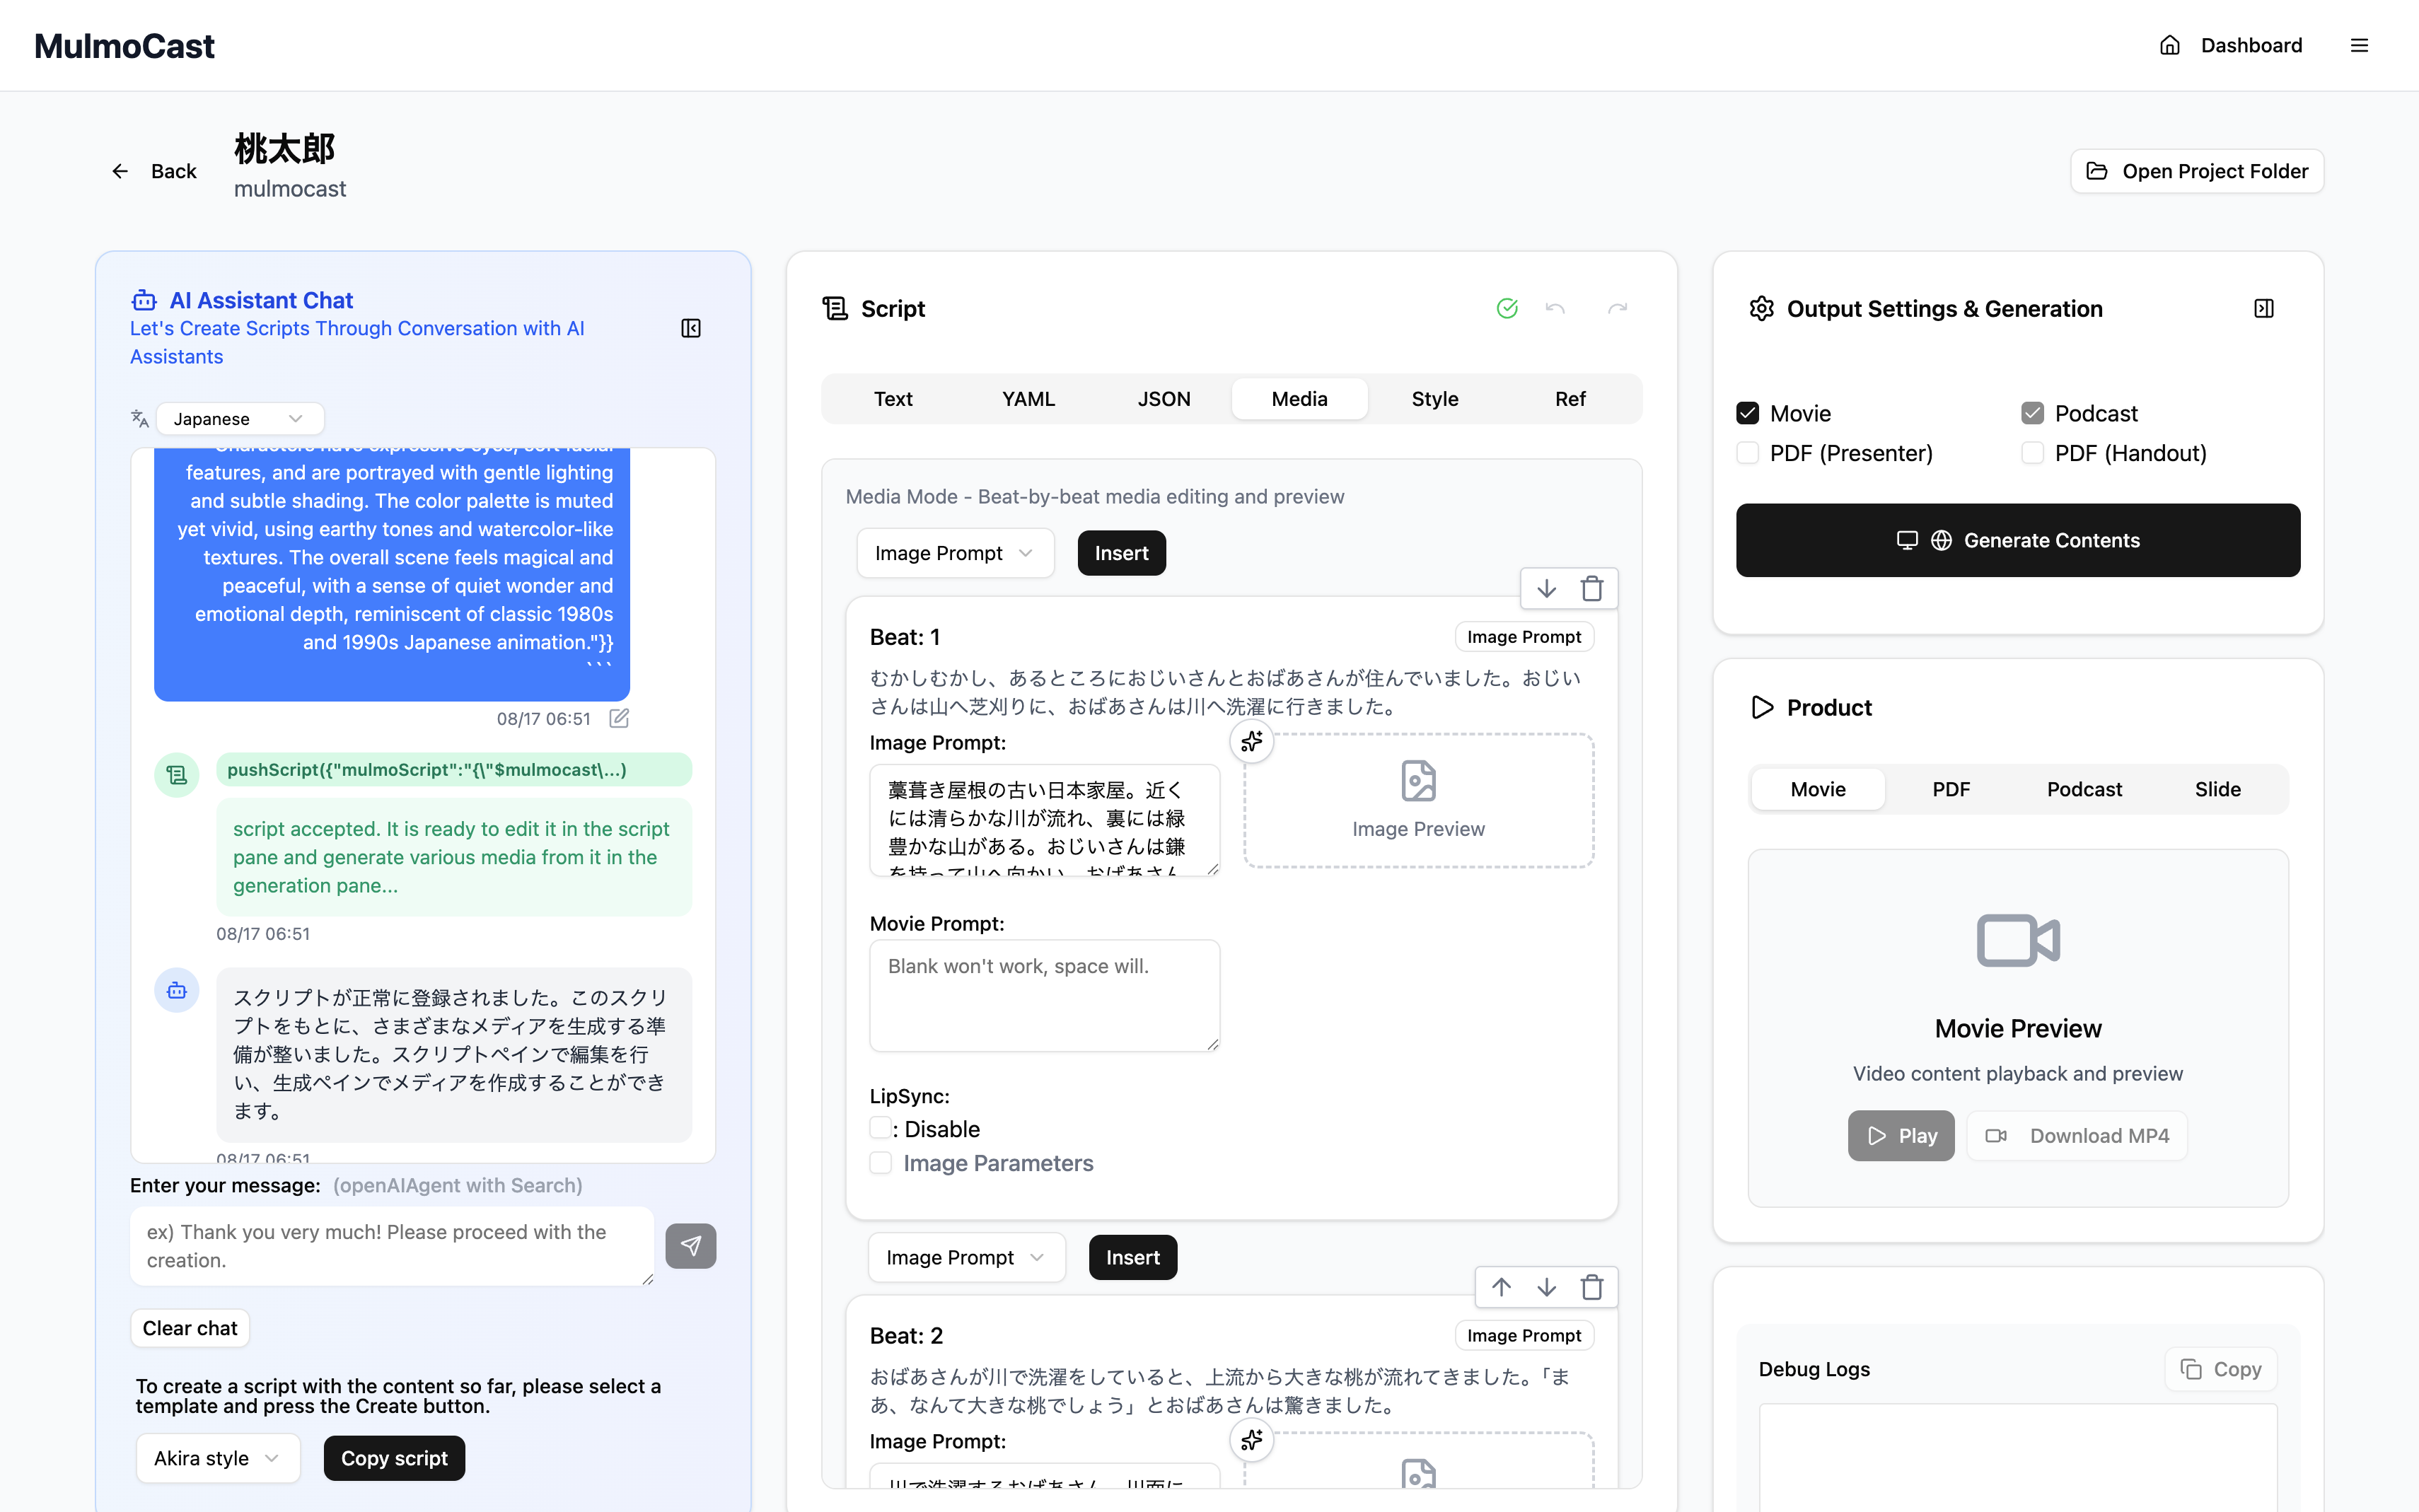 MulmoCast
Dashboard
Back
桃太郎
mulmocast
Open Project Folder
AI Assistant Chat
Let's Create Scripts Through Conversation with AI
Assistants
Japanese
Characters have expressive eyes, soft facial
features, and are portrayed with gentle lighting
and subtle shading. The color palette is muted
yet vivid, using earthy tones and watercolor-like
textures. The overall scene feels magical and
peaceful, with a sense of quiet wonder and
emotional depth, reminiscent of classic 1980s
and 1990s Japanese animation."}}
```
08/17 06:51
pushScript({"mulmoScript":"{\"$mulmocast\...)
script accepted. It is ready to edit it in the script
pane and generate various media from it in the
generation pane...
08/17 06:51
スクリプトが正常に登録されました。このスクリ
プトをもとに、さまざまなメディアを生成する準
備が整いました。スクリプトペインで編集を行
い、生成ペインでメディアを作成することができ
ます。
08/17 06:51
Enter your message: (openAIAgent with Search)
ex) Thank you very much! Please proceed with the
creation.
Clear chat
To create a script with the content so far, please select a
template and press the Create button.
Akira style
Copy script
Script
Text YAML JSON Media Style Ref
Media Mode - Beat-by-beat media editing and preview
Image Prompt Insert
Beat: 1 Image Prompt
むかしむかし、あるところにおじいさんとおばあさんが住んでいました。おじい
さんは山へ芝刈りに、おばあさんは川へ洗濯に行きました。
Image Prompt:
藁葺き屋根の古い日本家屋。近く
には清らかな川が流れ、裏には緑
豊かな山がある。おじいさんは鎌
を持って山へ向かい、おばあさん
Image Preview
Movie Prompt:
Blank won't work, space will.
LipSync:
: Disable
Image Parameters
Image Prompt Insert
Beat: 2 Image Prompt
おばあさんが川で洗濯をしていると、上流から大きな桃が流れてきました。「ま
あ、なんて大きな桃でしょう」とおばあさんは驚きました。
Image Prompt:
川で洗濯するおばあさん。川面に
Output Settings & Generation
Movie Podcast
PDF (Presenter) PDF (Handout)
Generate Contents
Product
Movie PDF Podcast Slide
Movie Preview
Video content playback and preview
Play Download MP4
Debug Logs Copy